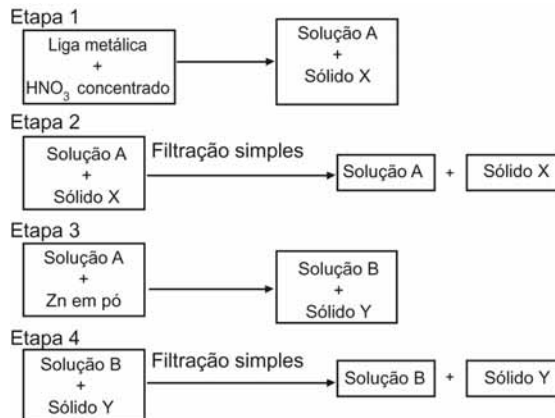 Etapa 1
Liga metálica
+
HNO₃ concentrado
Solução A
+
Sólido X
Etapa 2
Solução A
+
Sólido X
Filtração simples
Solução A + Sólido X
Etapa 3
Solução A
+
Zn em pó
Solução B
+
Sólido Y
Etapa 4
Solução B
+
Sólido Y
Filtração simples
Solução B + Sólido Y